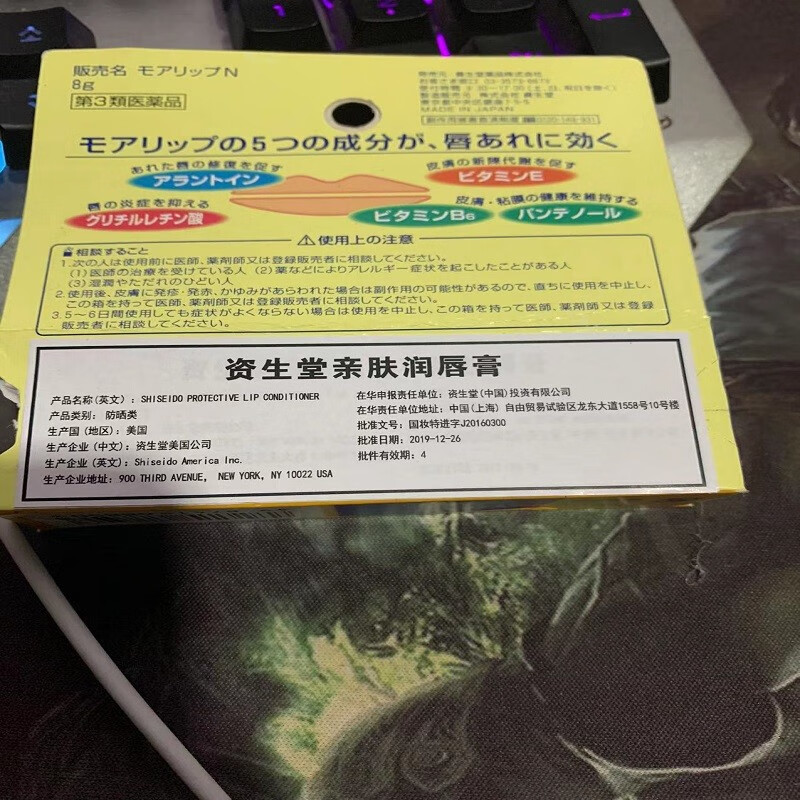 販売名 モアリップN
8g
第3類医薬品
発売元 資生堂薬品株式会社
MADE IN JAPAN
モアリップの5つの成分が、唇あれに効く
あれた唇の修復を促す
アラントイン
皮膚の新陳代謝を促す
ビタミンE
唇の炎症を抑える
グリチルレチン酸
ビタミンB6
皮膚・粘膜の健康を維持する
パンテノール
⚠使用上の注意
■相談すること
1.次の人は使用前に医師、薬剤師又は登録販売者に相談してください。
(1)医師の治療を受けている人 (2)薬などによりアレルギー症状を起こしたことがある人
(3)湿潤やただれのひどい人
2.使用後、皮膚に発疹・発赤、かゆみがあらわれた場合は副作用の可能性があるので、直ちに使用を中止し、
この箱を持って医師、薬剤師又は登録販売者に相談してください。
3.5〜6日間使用しても症状がよくならない場合は使用を中止し、この箱を持って医師、薬剤師又は登録
販売者に相談してください。
资生堂亲肤润唇膏
产品名称(英文): SHISEIDO PROTECTIVE LIP CONDITIONER
产品类别: 防晒类
生产国(地区): 美国
生产企业(中文): 资生堂美国公司
生产企业(英文): Shiseido America Inc.
生产企业地址: 900 THIRD AVENUE, NEW YORK, NY 10022 USA
在华申报责任单位: 资生堂(中国)投资有限公司
在华责任单位地址: 中国(上海) 自由贸易试验区龙东大道1558号10号楼
批准文号: 国妆特进字J20160300
批准日期: 2019-12-26
批件有效期: 4